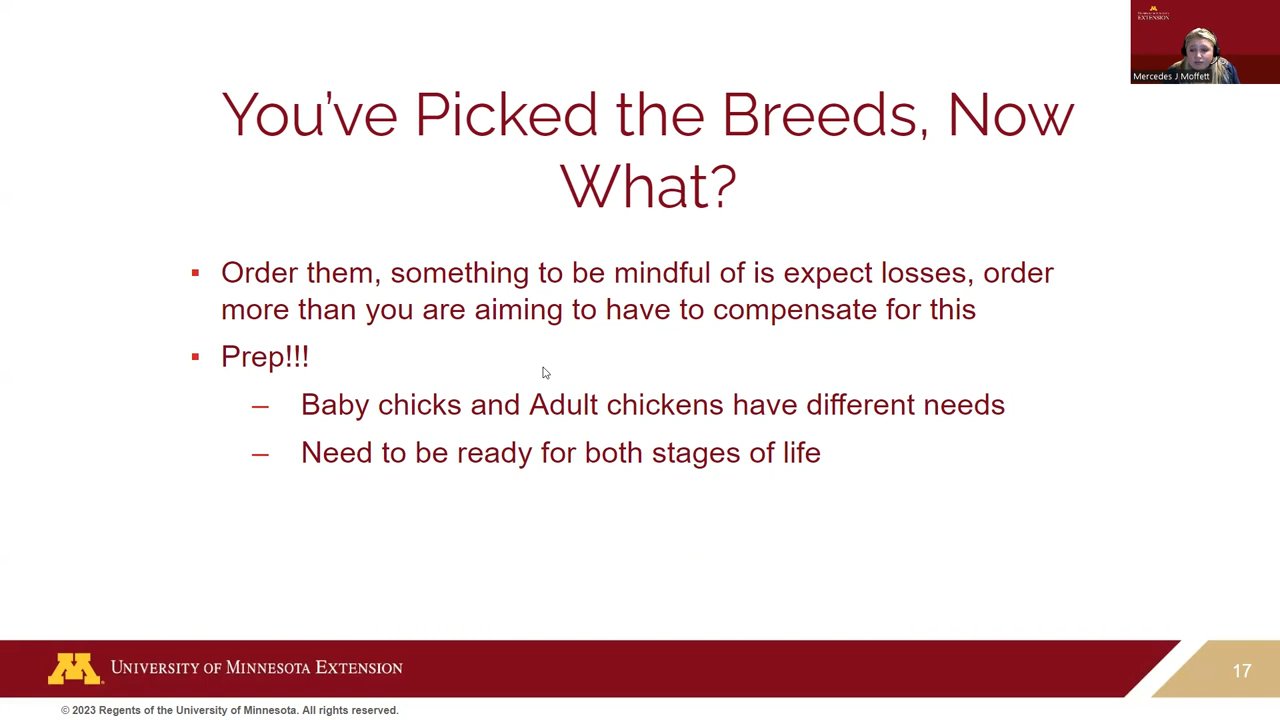 EXTENSION
Mercedes J Moffett
You've Picked the Breeds, Now
What?
▪ Order them, something to be mindful of is expect losses, order
more than you are aiming to have to compensate for this
▪ Prep!!!
– Baby chicks and Adult chickens have different needs
– Need to be ready for both stages of life
M UNIVERSITY OF MINNESOTA EXTENSION
17
© 2023 Regents of the University of Minnesota. All rights reserved.